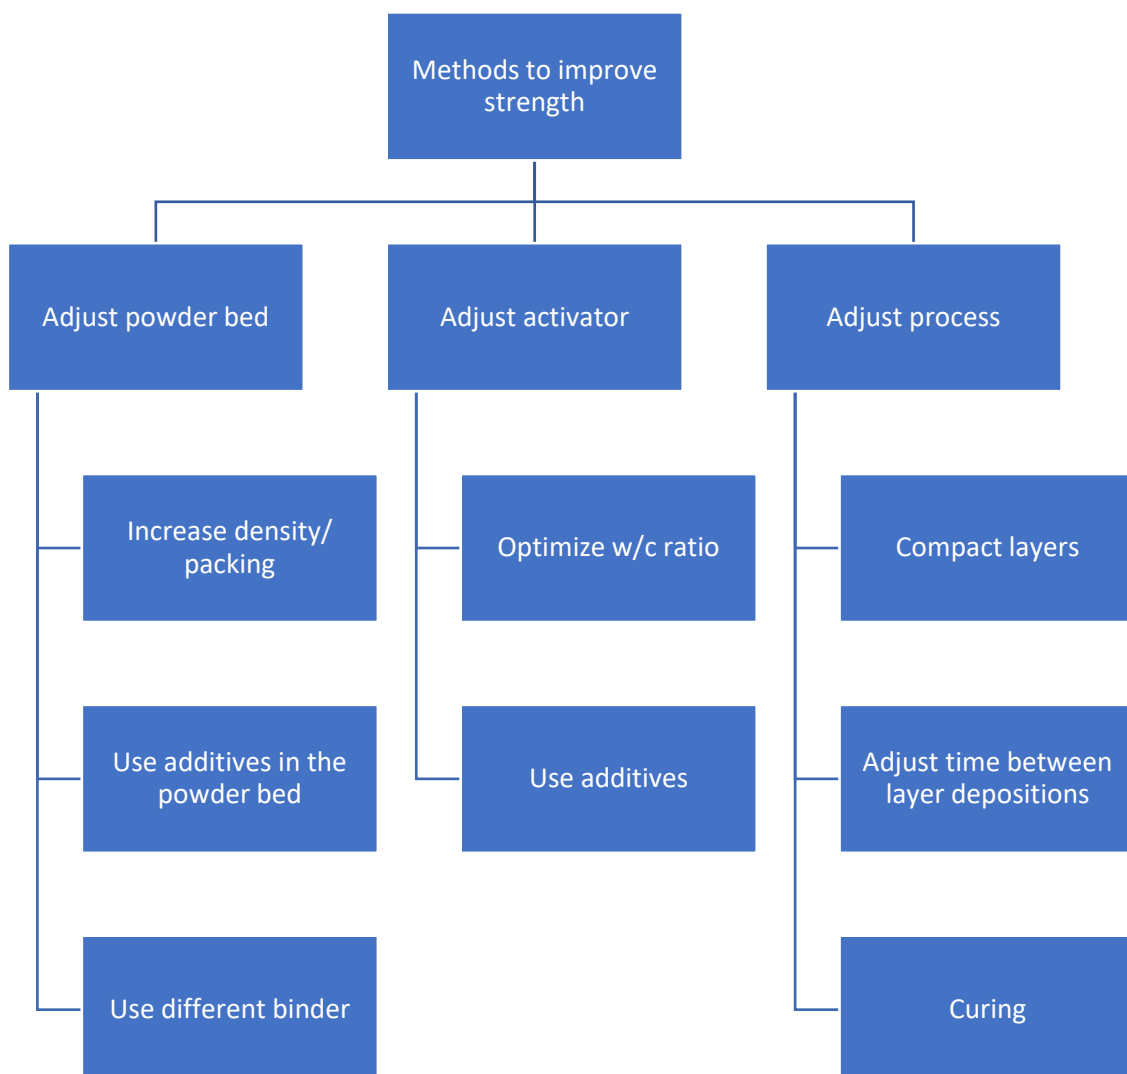 Methods to improve
strength
Adjust powder bed
Adjust activator
Adjust process
Increase density/
packing
Optimize w/c ratio
Compact layers
Use additives in the
powder bed
Use additives
Adjust time between
layer depositions
Use different binder
Curing